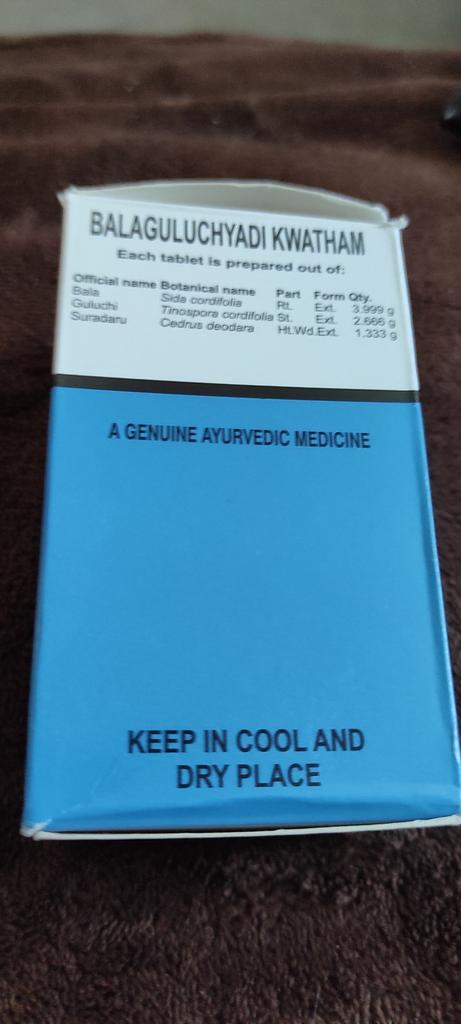 BALAGULUCHYADI KWATHAM
Each tablet is prepared out of:
Official name Botanical name Part Form Qty.
Bala Sida cordifolia Rt. Ext. 3.999 g
Guluchi Tinospora cordifolia St. Ext. 2.666 g
Suradaru Cedrus deodara Ht.Wd.Ext. 1.333 g
A GENUINE AYURVEDIC MEDICINE
KEEP IN COOL AND
DRY PLACE